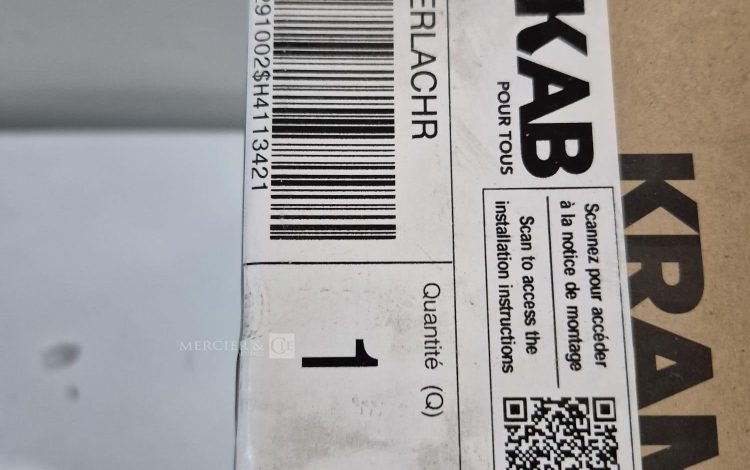 KAB
POUR TOUS
ERLACHR
291002$H4113421
Scannez pour accéder
à la notice de montage
Scan to access the
installation instructions
Quantité (Q)
1
KRAN
MERCIER & CIE